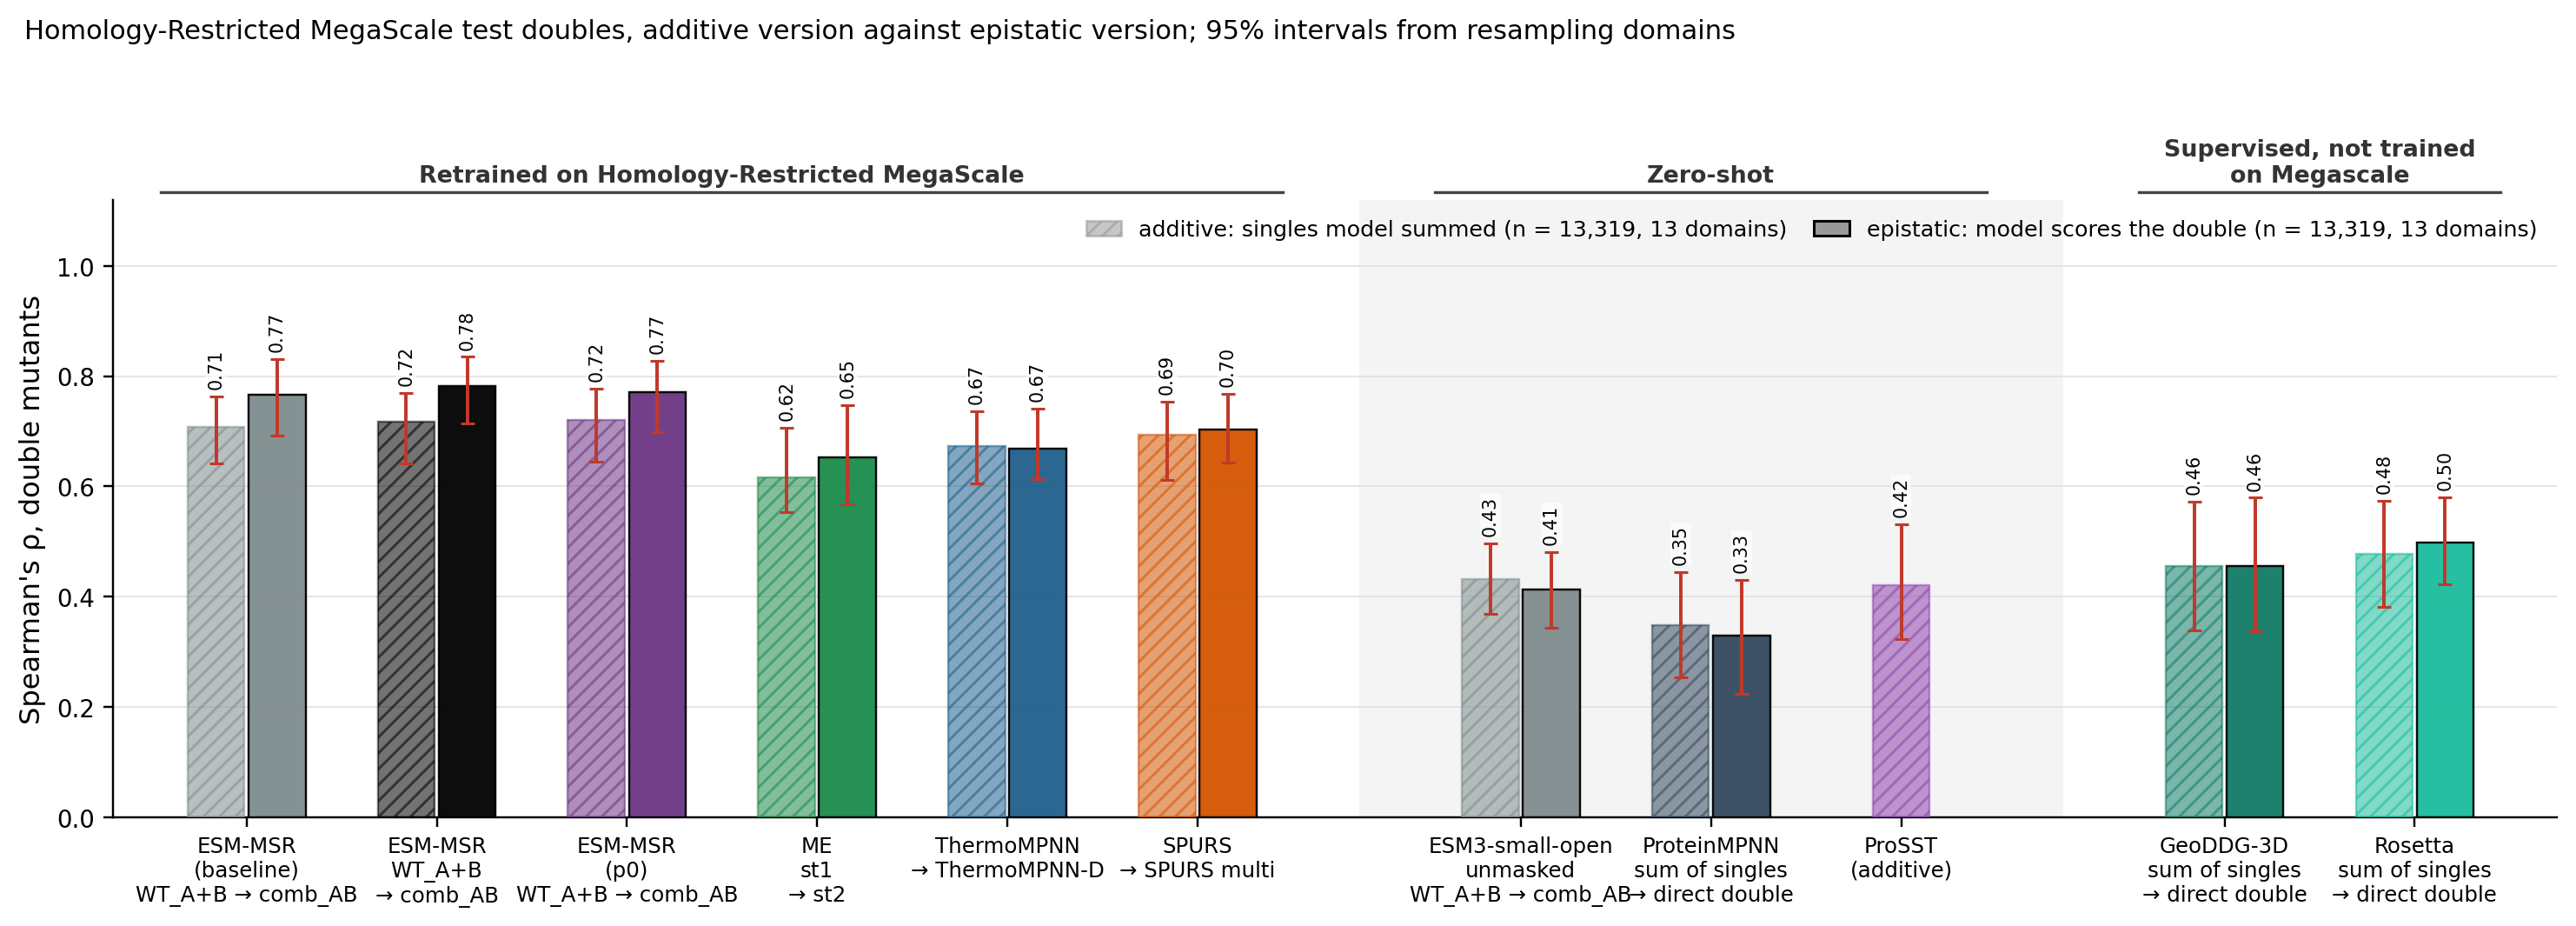 Homology-Restricted MegaScale test doubles, additive version against epistatic version; 95% intervals from resampling domains
Retrained on Homology-Restricted MegaScale
Zero-shot
Supervised, not trained
on Megascale
additive: singles model summed (n = 13,319, 13 domains)
epistatic: model scores the double (n = 13,319, 13 domains)
Spearman's ρ, double mutants
1.0
0.8
0.6
0.4
0.2
0.0
0.71
0.77
0.72
0.78
0.72
0.77
0.62
0.65
0.67
0.67
0.69
0.70
0.43
0.41
0.35
0.33
0.42
0.46
0.46
0.48
0.50
ESM-MSR
(baseline)
WT_A+B → comb_AB
ESM-MSR
WT_A+B
→ comb_AB
ESM-MSR
(p0)
WT_A+B → comb_AB
ME
st1
→ st2
ThermoMPNN
→ ThermoMPNN-D
SPURS
→ SPURS multi
ESM3-small-open
unmasked
WT_A+B → comb_AB
ProteinMPNN
sum of singles
→ direct double
ProSST
(additive)
GeoDDG-3D
sum of singles
→ direct double
Rosetta
sum of singles
→ direct double